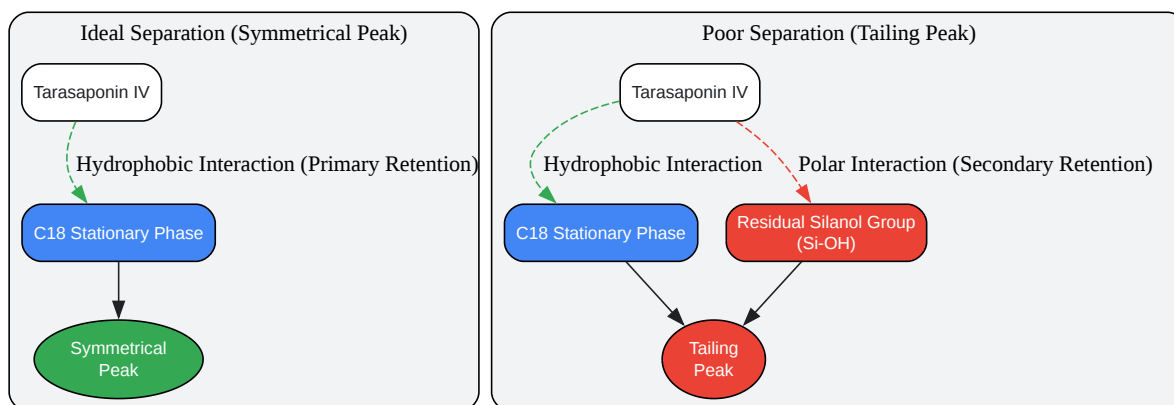 Ideal Separation (Symmetrical Peak)
Tarasaponin IV
Hydrophobic Interaction (Primary Retention)
C18 Stationary Phase
Symmetrical
Peak
Poor Separation (Tailing Peak)
Tarasaponin IV
Hydrophobic Interaction
Polar Interaction (Secondary Retention)
C18 Stationary Phase
Residual Silanol Group
(Si-OH)
Tailing
Peak